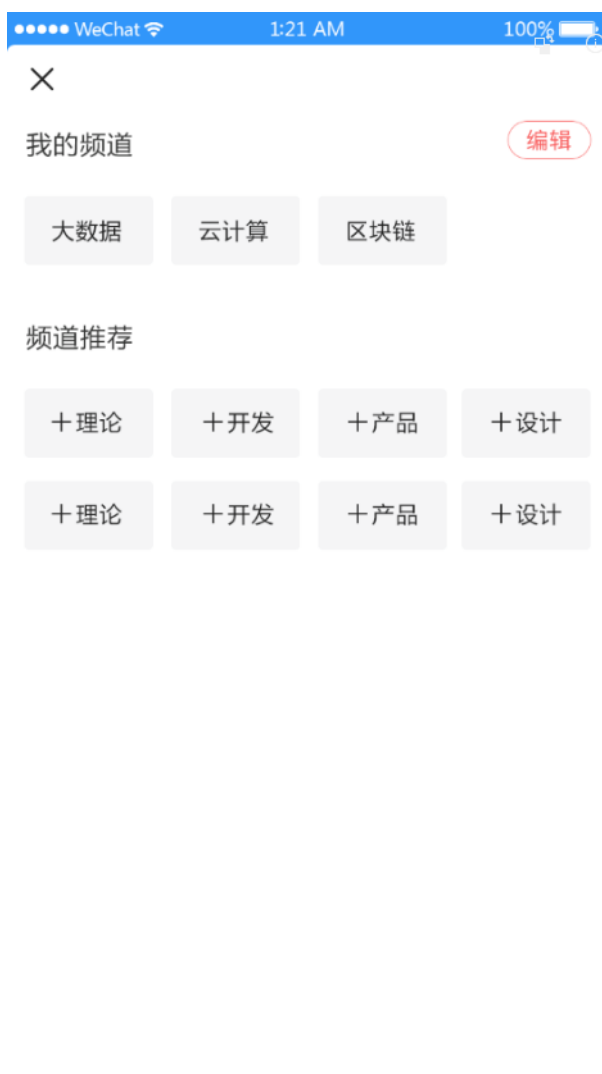 WeChat 1:21 AM 100%
我的频道 编辑
大数据 云计算 区块链
频道推荐
＋理论 ＋开发 ＋产品 ＋设计
＋理论 ＋开发 ＋产品 ＋设计